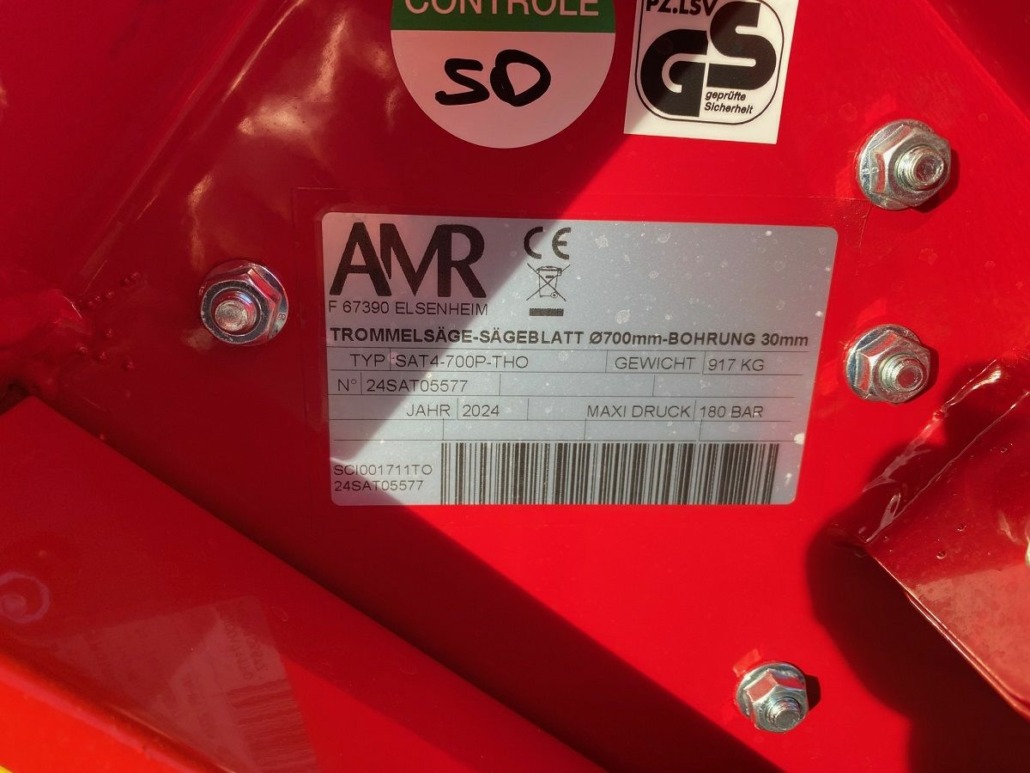 CONTROLE
SO
PZ.LSV
GS
geprüfte
Sicherheit
AMR
CE
F 67390 ELSENHEIM
TROMMELSÄGE-SÄGEBLATT Ø700mm-BOHRUNG 30mm
TYP SAT4-700P-THO GEWICHT 917 KG
N° 24SAT05577
JAHR 2024 MAXI DRUCK 180 BAR
SCI001711TO
24SAT05577